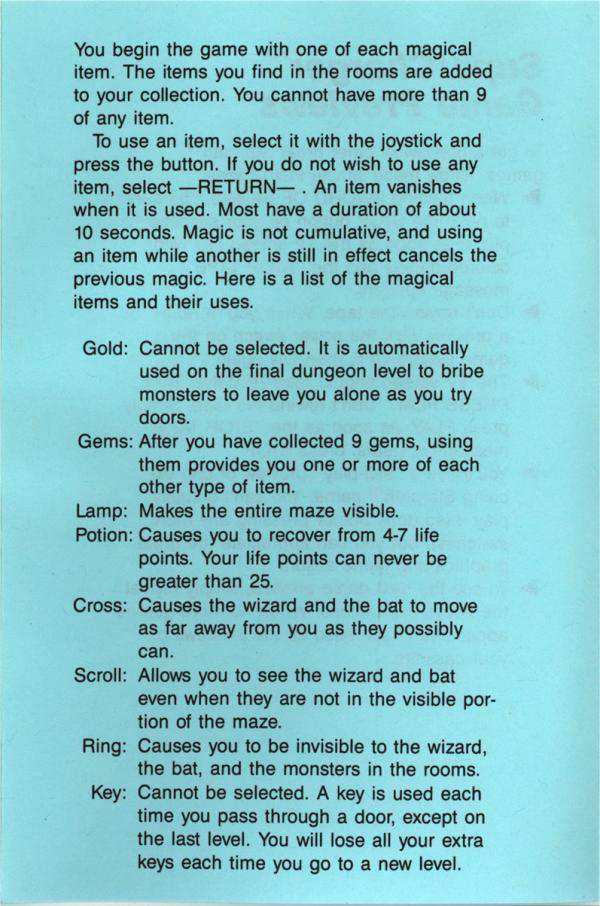 You begin the game with one of each magical
item. The items you find in the rooms are added
to your collection. You cannot have more than 9
of any item.
To use an item, select it with the joystick and
press the button. If you do not wish to use any
item, select —RETURN— . An item vanishes
when it is used. Most have a duration of about
10 seconds. Magic is not cumulative, and using
an item while another is still in effect cancels the
previous magic. Here is a list of the magical
items and their uses.
Gold: Cannot be selected. It is automatically
used on the final dungeon level to bribe
monsters to leave you alone as you try
doors.
Gems: After you have collected 9 gems, using
them provides you one or more of each
other type of item.
Lamp: Makes the entire maze visible.
Potion: Causes you to recover from 4-7 life
points. Your life points can never be
greater than 25.
Cross: Causes the wizard and the bat to move
as far away from you as they possibly
can.
Scroll: Allows you to see the wizard and bat
even when they are not in the visible por-
tion of the maze.
Ring: Causes you to be invisible to the wizard,
the bat, and the monsters in the rooms.
Key: Cannot be selected. A key is used each
time you pass through a door, except on
the last level. You will lose all your extra
keys each time you go to a new level.